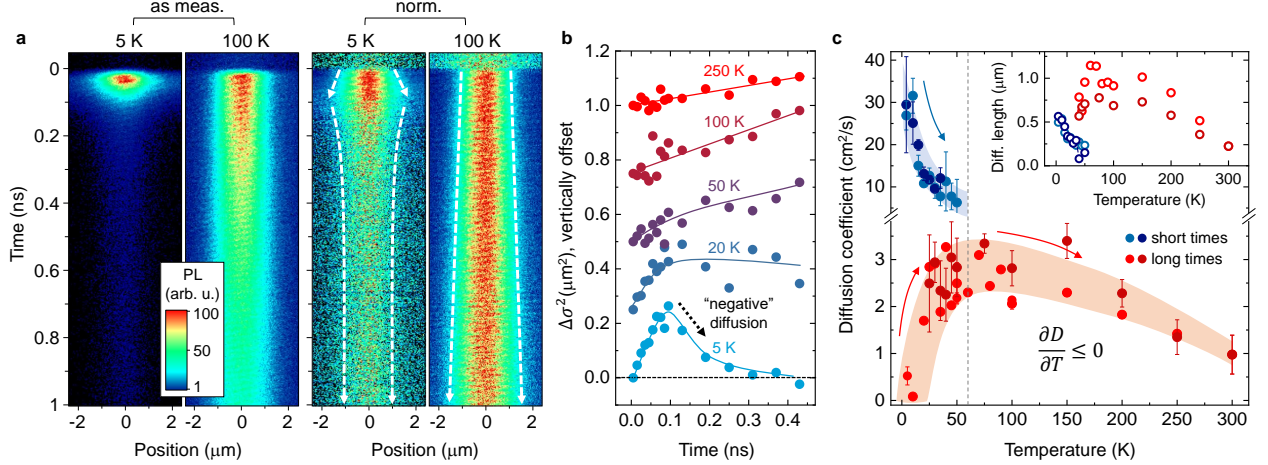 as meas.
norm.
a
5 K
100 K
5 K
100 K
0
0.2
0.4
0.6
0.8
1
Time (ns)
PL
(arb. u.)
100
50
1
-2
0
2
-2
0
2
-2
0
2
-2
0
2
Position (μm)
Position (μm)
b
1.2
1.0
0.8
0.6
0.4
0.2
0.0
Δσ² (μm²), vertically offset
250 K
100 K
50 K
20 K
"negative"
diffusion
5 K
0.0
0.1
0.2
0.3
0.4
Time (ns)
c
40
30
20
10
3
2
1
0
Diffusion coefficient (cm²/s)
1.5
1.0
0.5
0.0
Diff. length (μm)
0
100
200
300
Temperature (K)
short times
long times
∂D/∂T ≤ 0
0
50
100
150
200
250
300
Temperature (K)